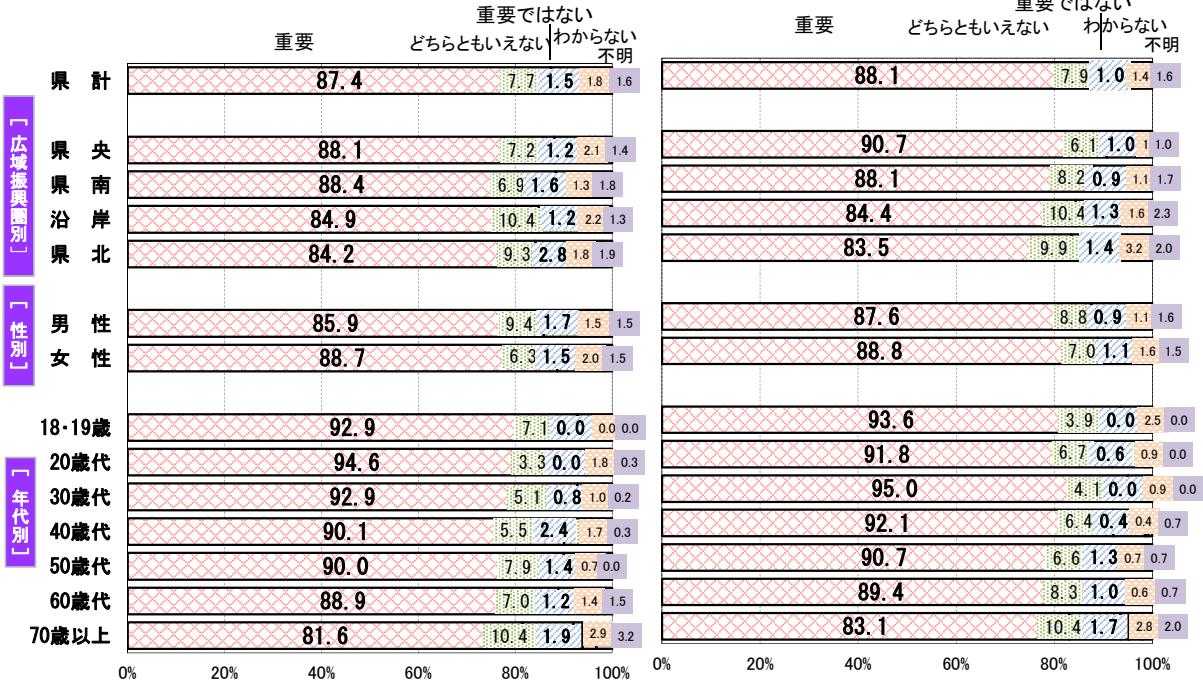 重要ではない
重要 どちらともいえない わからない
不明
重要ではない
重要 どちらともいえない わからない
不明
[広域振興圏別]
[性別]
[年代別]
県 計 87.4 7.7 1.5 1.8 1.6 88.1 7.9 1.0 1.4 1.6
県 央 88.1 7.2 1.2 2.1 1.4 90.7 6.1 1.0 1 1.0
県 南 88.4 6.9 1.6 1.3 1.8 88.1 8.2 0.9 1.1 1.7
沿 岸 84.9 10.4 1.2 2.2 1.3 84.4 10.4 1.3 1.6 2.3
県 北 84.2 9.3 2.8 1.8 1.9 83.5 9.9 1.4 3.2 2.0
男 性 85.9 9.4 1.7 1.5 1.5 87.6 8.8 0.9 1.1 1.6
女 性 88.7 6.3 1.5 2.0 1.5 88.8 7.0 1.1 1.6 1.5
18・19歳 92.9 7.1 0.0 0.0 0.0 93.6 3.9 0.0 2.5 0.0
20歳代 94.6 3.3 0.0 1.8 0.3 91.8 6.7 0.6 0.9 0.0
30歳代 92.9 5.1 0.8 1.0 0.2 95.0 4.1 0.0 0.9 0.0
40歳代 90.1 5.5 2.4 1.7 0.3 92.1 6.4 0.4 0.4 0.7
50歳代 90.0 7.9 1.4 0.7 0.0 90.7 6.6 1.3 0.7 0.7
60歳代 88.9 7.0 1.2 1.4 1.5 89.4 8.3 1.0 0.6 0.7
70歳以上 81.6 10.4 1.9 2.9 3.2 83.1 10.4 1.7 2.8 2.0
0% 20% 40% 60% 80% 100% 0% 20% 40% 60% 80% 100%